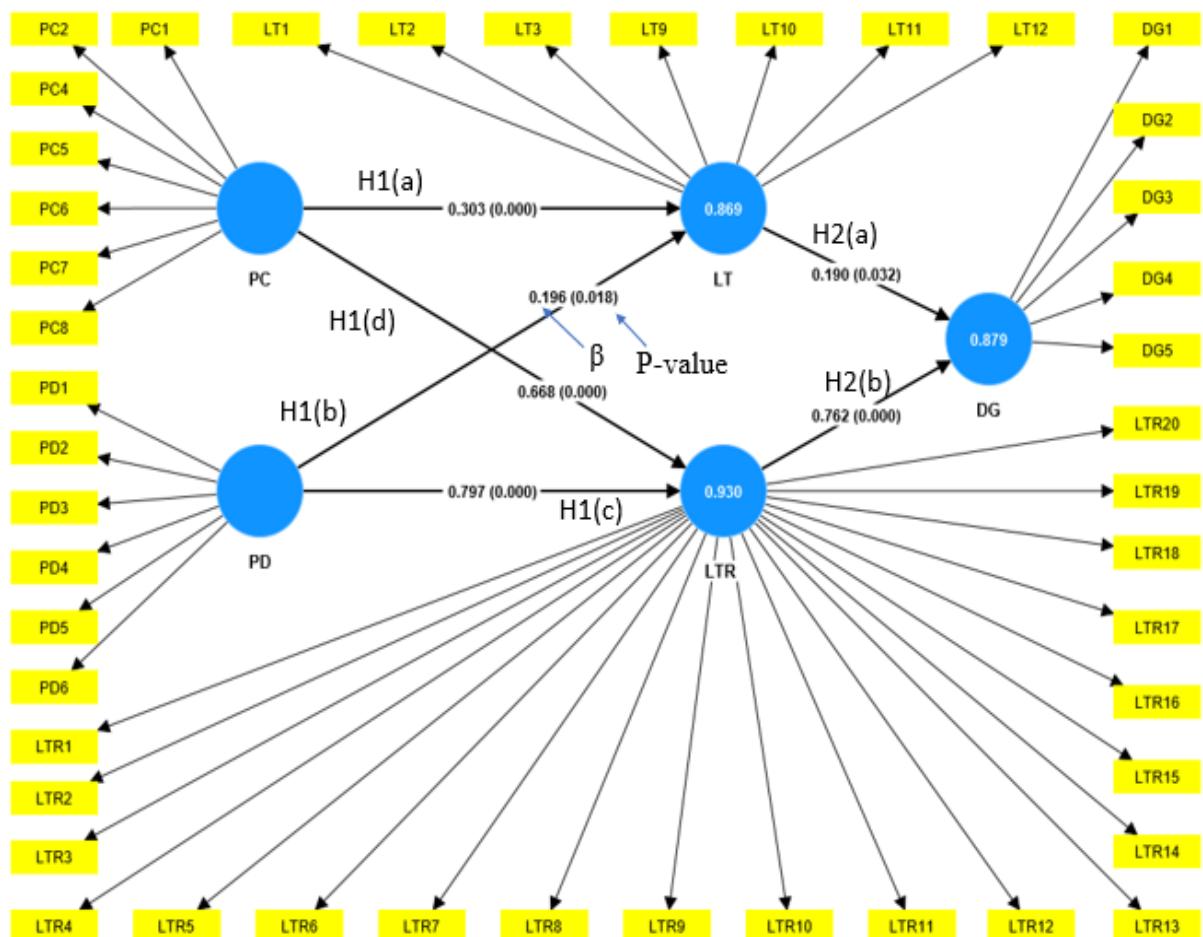 PC2
PC1
LT1
LT2
LT3
LT9
LT10
LT11
LT12
DG1
PC4
DG2
PC5
H1(a)
DG3
PC6
0.303 (0.000)
0.869
H2(a)
PC7
PC
LT
0.190 (0.032)
DG4
PC8
H1(d)
0.196 (0.018)
0.879
DG5
β
P-value
PD1
0.668 (0.000)
H2(b)
DG
H1(b)
0.762 (0.000)
LTR20
PD2
PD3
0.797 (0.000)
0.930
LTR19
H1(c)
PD4
PD
LTR
LTR18
PD5
LTR17
PD6
LTR16
LTR1
LTR15
LTR2
LTR3
LTR14
LTR4
LTR5
LTR6
LTR7
LTR8
LTR9
LTR10
LTR11
LTR12
LTR13